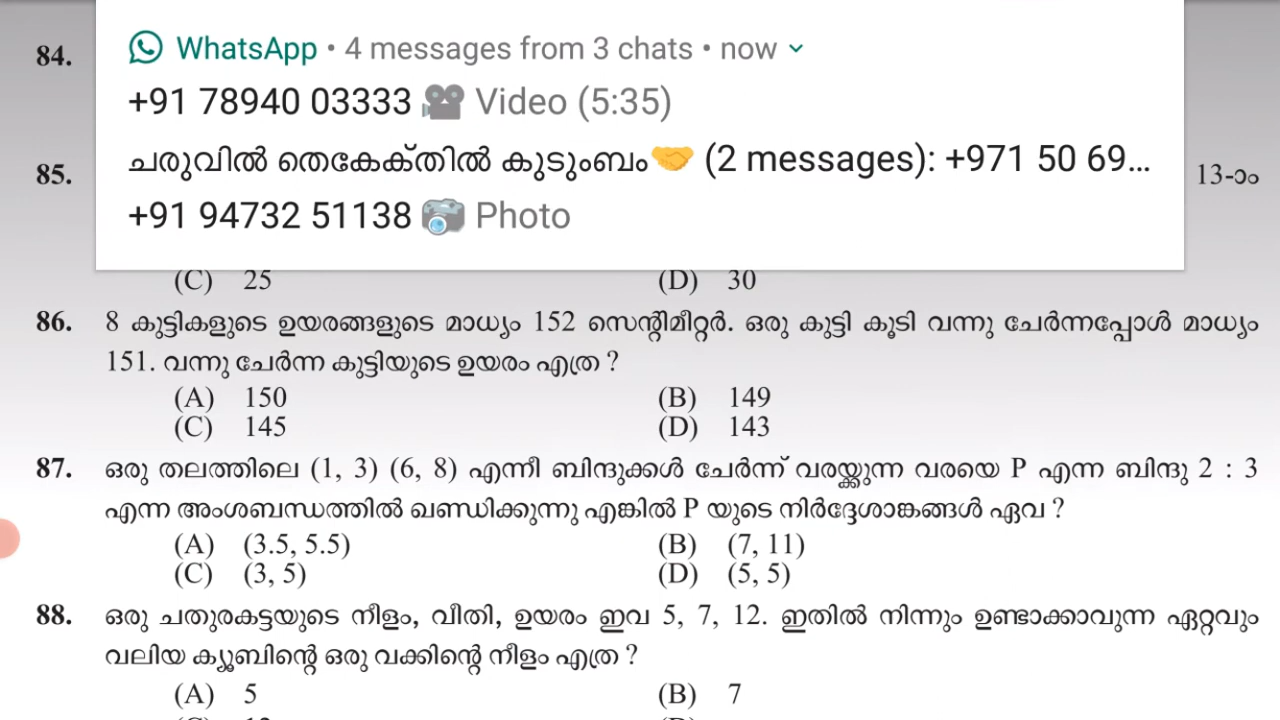 84.
WhatsApp • 4 messages from 3 chats • now
+91 78940 03333 🎥 Video (5:35)
85.
ചരുവിൽ തെകേക്തിൽ കുടുംബം🤝 (2 messages): +971 50 69...
13-ാം
+91 94732 51138 📷 Photo
(C) 25 (D) 30
86. 8 കുട്ടികളുടെ ഉയരങ്ങളുടെ മാധ്യം 152 സെന്റിമീറ്റർ. ഒരു കുട്ടി കൂടി വന്നു ചേർന്നപ്പോൾ മാധ്യം
151. വന്നു ചേർന്ന കുട്ടിയുടെ ഉയരം എത്ര ?
(A) 150 (B) 149
(C) 145 (D) 143
87. ഒരു തലത്തിലെ (1, 3) (6, 8) എന്നീ ബിന്ദുക്കൾ ചേർന്ന് വരയ്ക്കുന്ന വരയെ P എന്ന ബിന്ദു 2 : 3
എന്ന അംശബന്ധത്തിൽ ഖണ്ഡിക്കുന്നു എങ്കിൽ P യുടെ നിർദ്ദേശാങ്കങ്ങൾ ഏവ ?
(A) (3.5, 5.5) (B) (7, 11)
(C) (3, 5) (D) (5, 5)
88. ഒരു ചതുരകട്ടയുടെ നീളം, വീതി, ഉയരം ഇവ 5, 7, 12. ഇതിൽ നിന്നും ഉണ്ടാക്കാവുന്ന ഏറ്റവും
വലിയ ക്യൂബിന്റെ ഒരു വക്കിന്റെ നീളം എത്ര ?
(A) 5 (B) 7